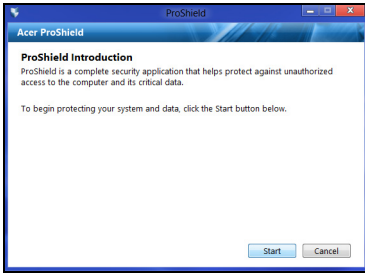 ProShield
Acer ProShield
ProShield Introduction
ProShield is a complete security application that helps protect against unauthorized
access to the computer and its critical data.
To begin protecting your system and data, click the Start button below.
Start Cancel